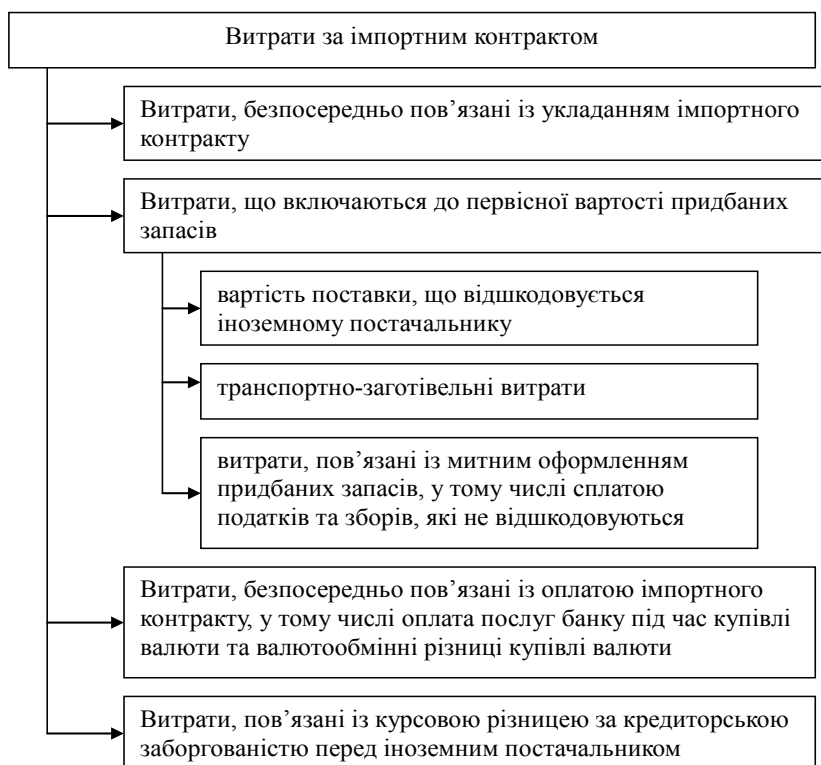 Витрати за імпортним контрактом
Витрати, безпосередньо пов’язані із укладанням імпортного
контракту
Витрати, що включаються до первісної вартості придбаних
запасів
вартість поставки, що відшкодовується
іноземному постачальнику
транспортно-заготівельні витрати
витрати, пов’язані із митним оформленням
придбаних запасів, у тому числі сплатою
податків та зборів, які не відшкодовуються
Витрати, безпосередньо пов’язані із оплатою імпортного
контракту, у тому числі оплата послуг банку під час купівлі
валюти та валютообмінні різниці купівлі валюти
Витрати, пов’язані із курсовою різницею за кредиторською
заборгованістю перед іноземним постачальником